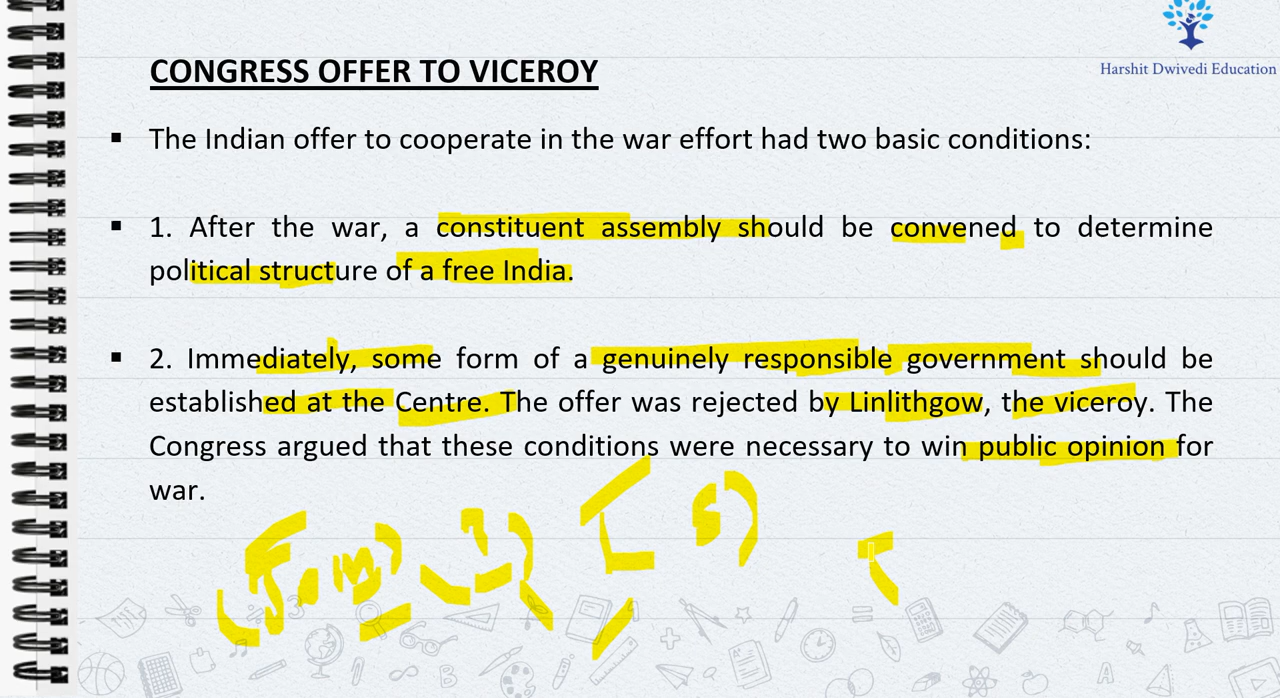 Harshit Dwivedi Education
CONGRESS OFFER TO VICEROY
▪ The Indian offer to cooperate in the war effort had two basic conditions:
▪ 1. After the war, a constituent assembly should be convened to determine
political structure of a free India.
▪ 2. Immediately, some form of a genuinely responsible government should be
established at the Centre. The offer was rejected by Linlithgow, the viceroy. The
Congress argued that these conditions were necessary to win public opinion for
war.